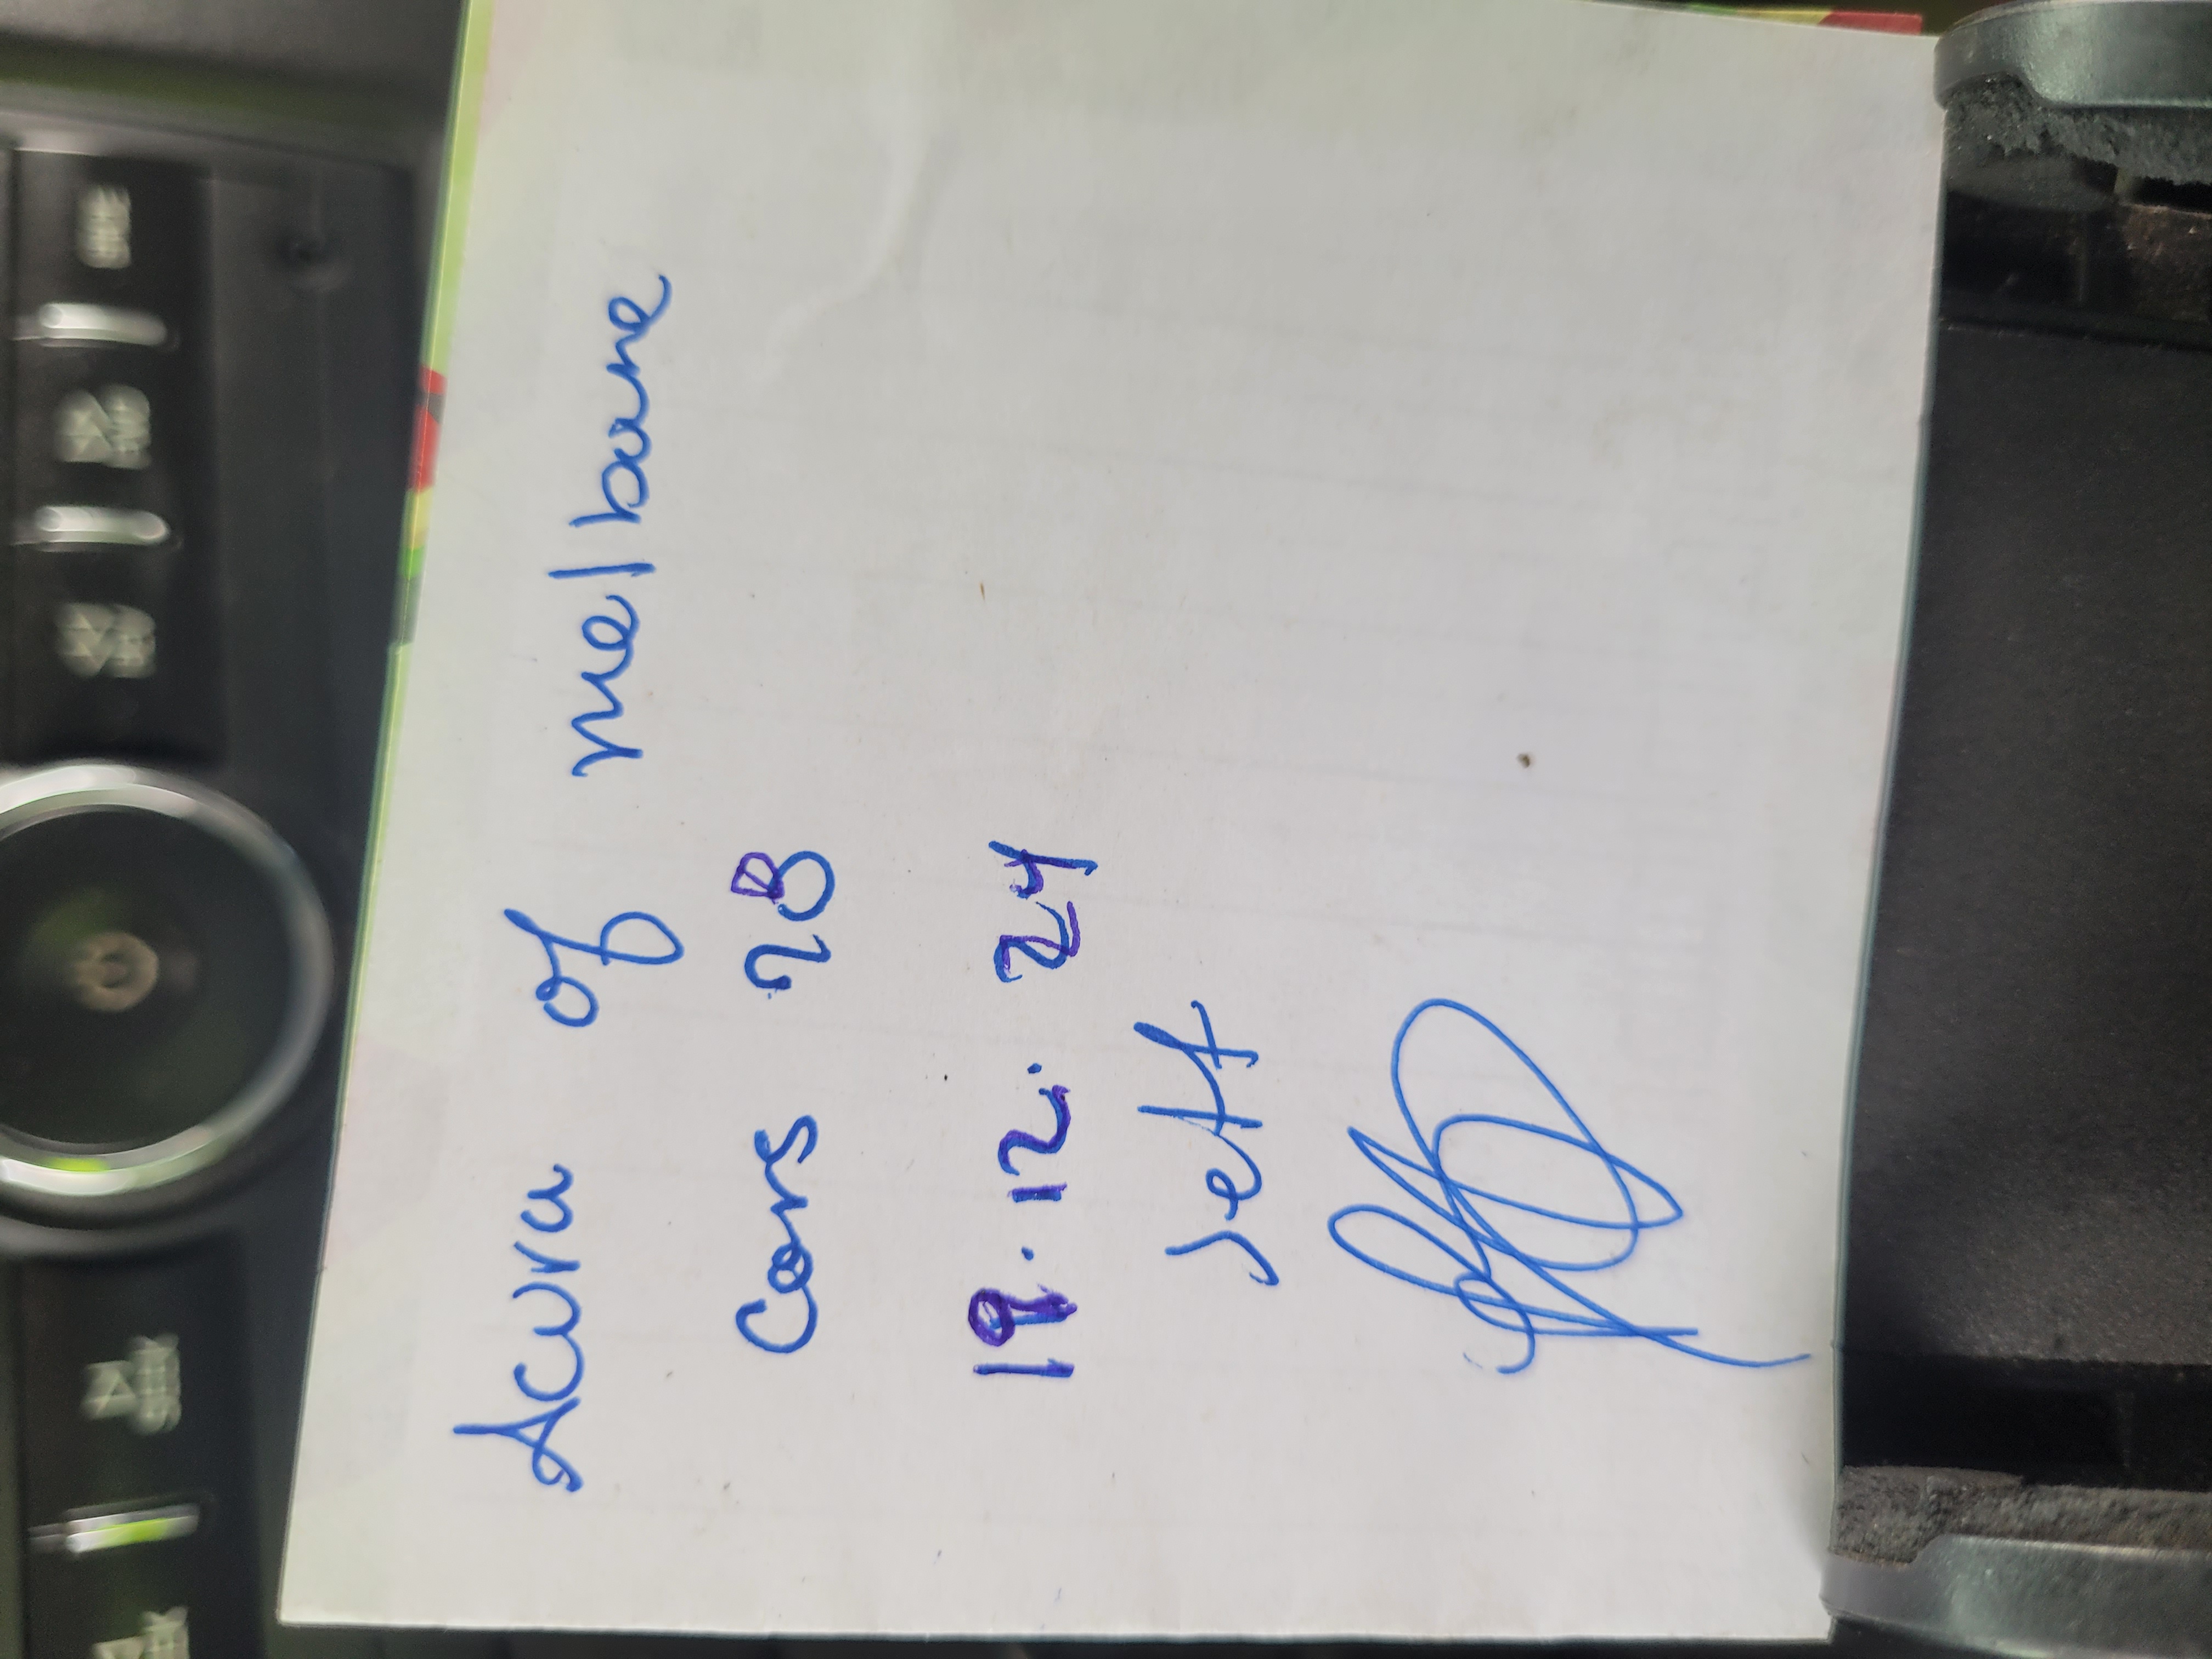 Acura of melbourne
Cars 28
19.12.24
Jeff